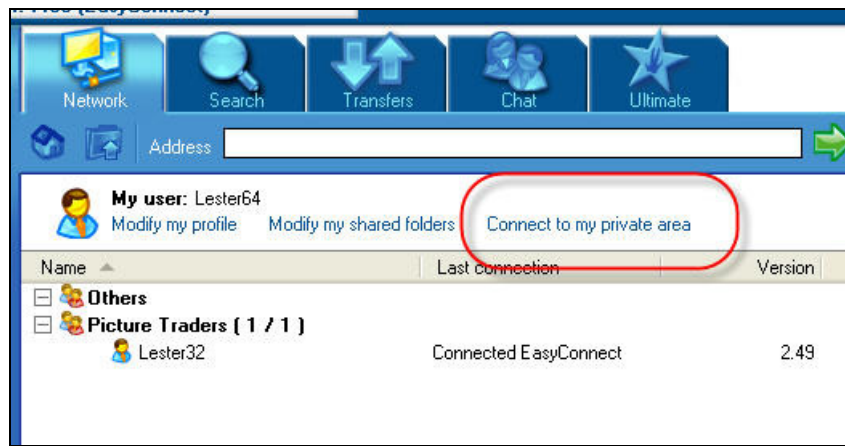 (EasyConnect)
Network Search Transfers Chat Ultimate
Address
My user: Lester64
Modify my profile Modify my shared folders Connect to my private area
Name Last connection Version
Others
Picture Traders ( 1 / 1 )
Lester32 Connected EasyConnect 2.49